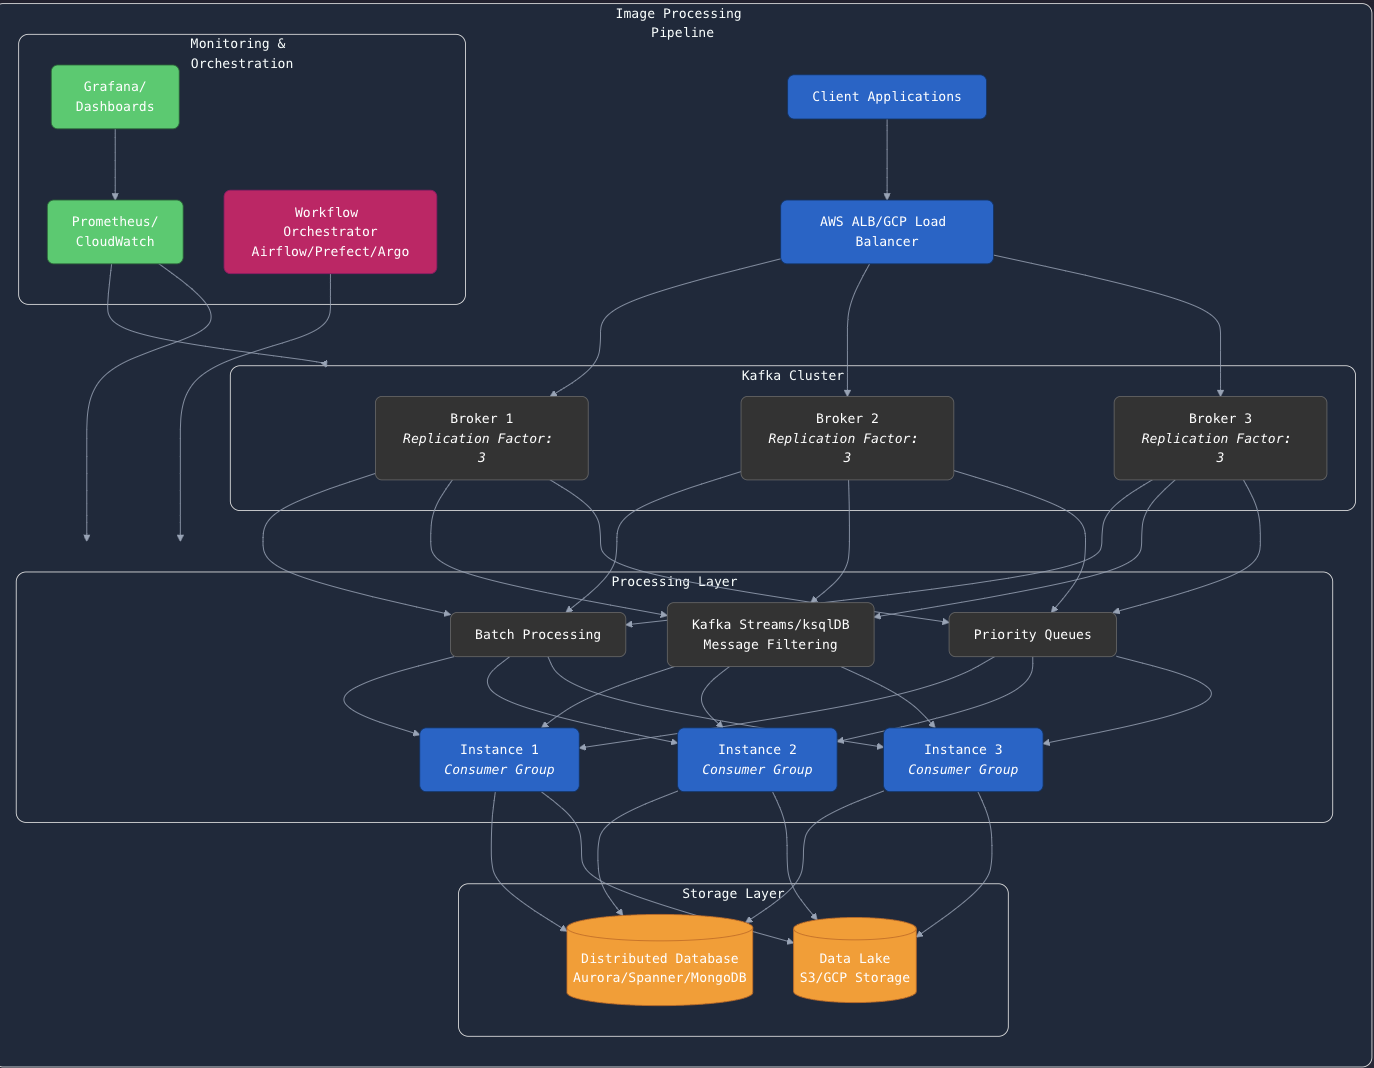 Image Processing
Pipeline
Monitoring &
Orchestration
Grafana/
Dashboards
Client Applications
Prometheus/
CloudWatch
Workflow
Orchestrator
Airflow/Prefect/Argo
AWS ALB/GCP Load
Balancer
Kafka Cluster
Broker 1
Replication Factor:
3
Broker 2
Replication Factor:
3
Broker 3
Replication Factor:
3
Processing Layer
Batch Processing
Kafka Streams/ksqlDB
Message Filtering
Priority Queues
Instance 1
Consumer Group
Instance 2
Consumer Group
Instance 3
Consumer Group
Storage Layer
Distributed Database
Aurora/Spanner/MongoDB
Data Lake
S3/GCP Storage